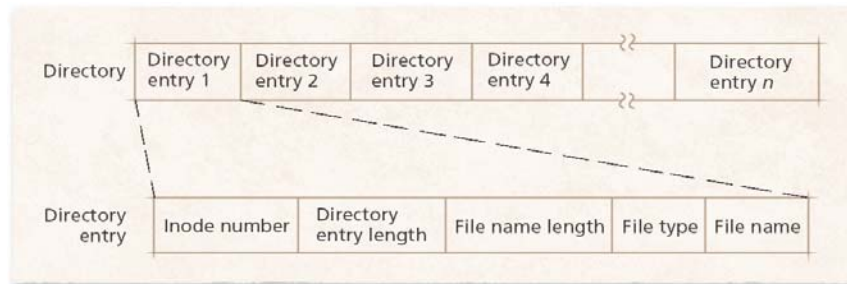 Directory
Directory entry 1
Directory entry 2
Directory entry 3
Directory entry 4
Directory entry n
Directory entry
Inode number
Directory entry length
File name length
File type
File name